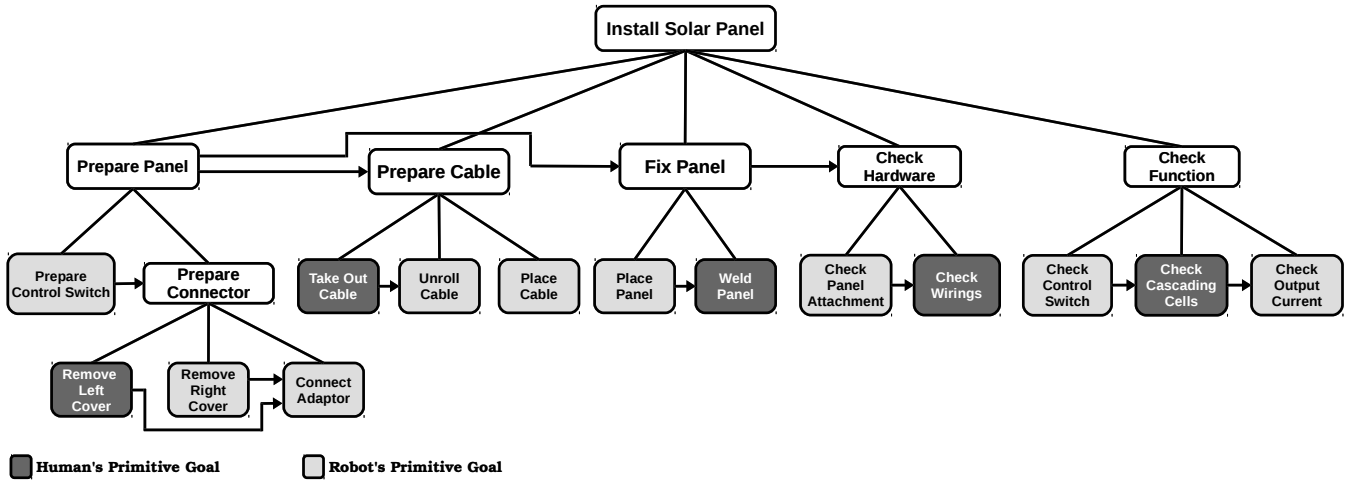 Install Solar Panel
Prepare Panel
Prepare Cable
Fix Panel
Check
Hardware
Check
Function
Prepare
Control Switch
Prepare
Connector
Take Out
Cable
Unroll
Cable
Place
Cable
Place
Panel
Weld
Panel
Check
Panel
Attachment
Check
Wirings
Check
Control
Switch
Check
Cascading
Cells
Check
Output
Current
Remove
Left
Cover
Remove
Right
Cover
Connect
Adaptor
Human's Primitive Goal
Robot's Primitive Goal